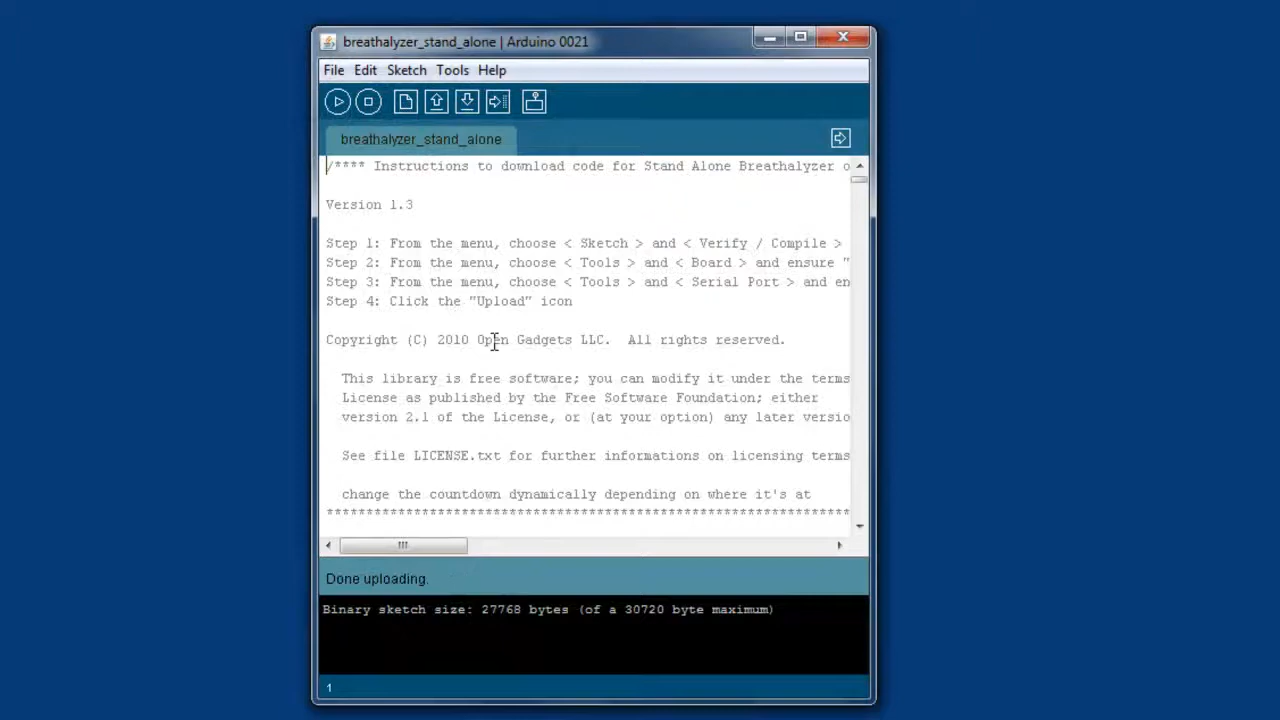 breathalyzer_stand_alone | Arduino 0021
File Edit Sketch Tools Help
breathalyzer_stand_alone
/**** Instructions to download code for Stand Alone Breathalyzer o
Version 1.3
Step 1: From the menu, choose < Sketch > and < Verify / Compile >
Step 2: From the menu, choose < Tools > and < Board > and ensure "
Step 3: From the menu, choose < Tools > and < Serial Port > and en
Step 4: Click the "Upload" icon
Copyright (C) 2010 Open Gadgets LLC.  All rights reserved.
This library is free software; you can modify it under the terms
License as published by the Free Software Foundation; either
version 2.1 of the License, or (at your option) any later versio
See file LICENSE.txt for further informations on licensing terms
change the countdown dynamically depending on where it's at
******************************************************************
Done uploading.
Binary sketch size: 27768 bytes (of a 30720 byte maximum)
1